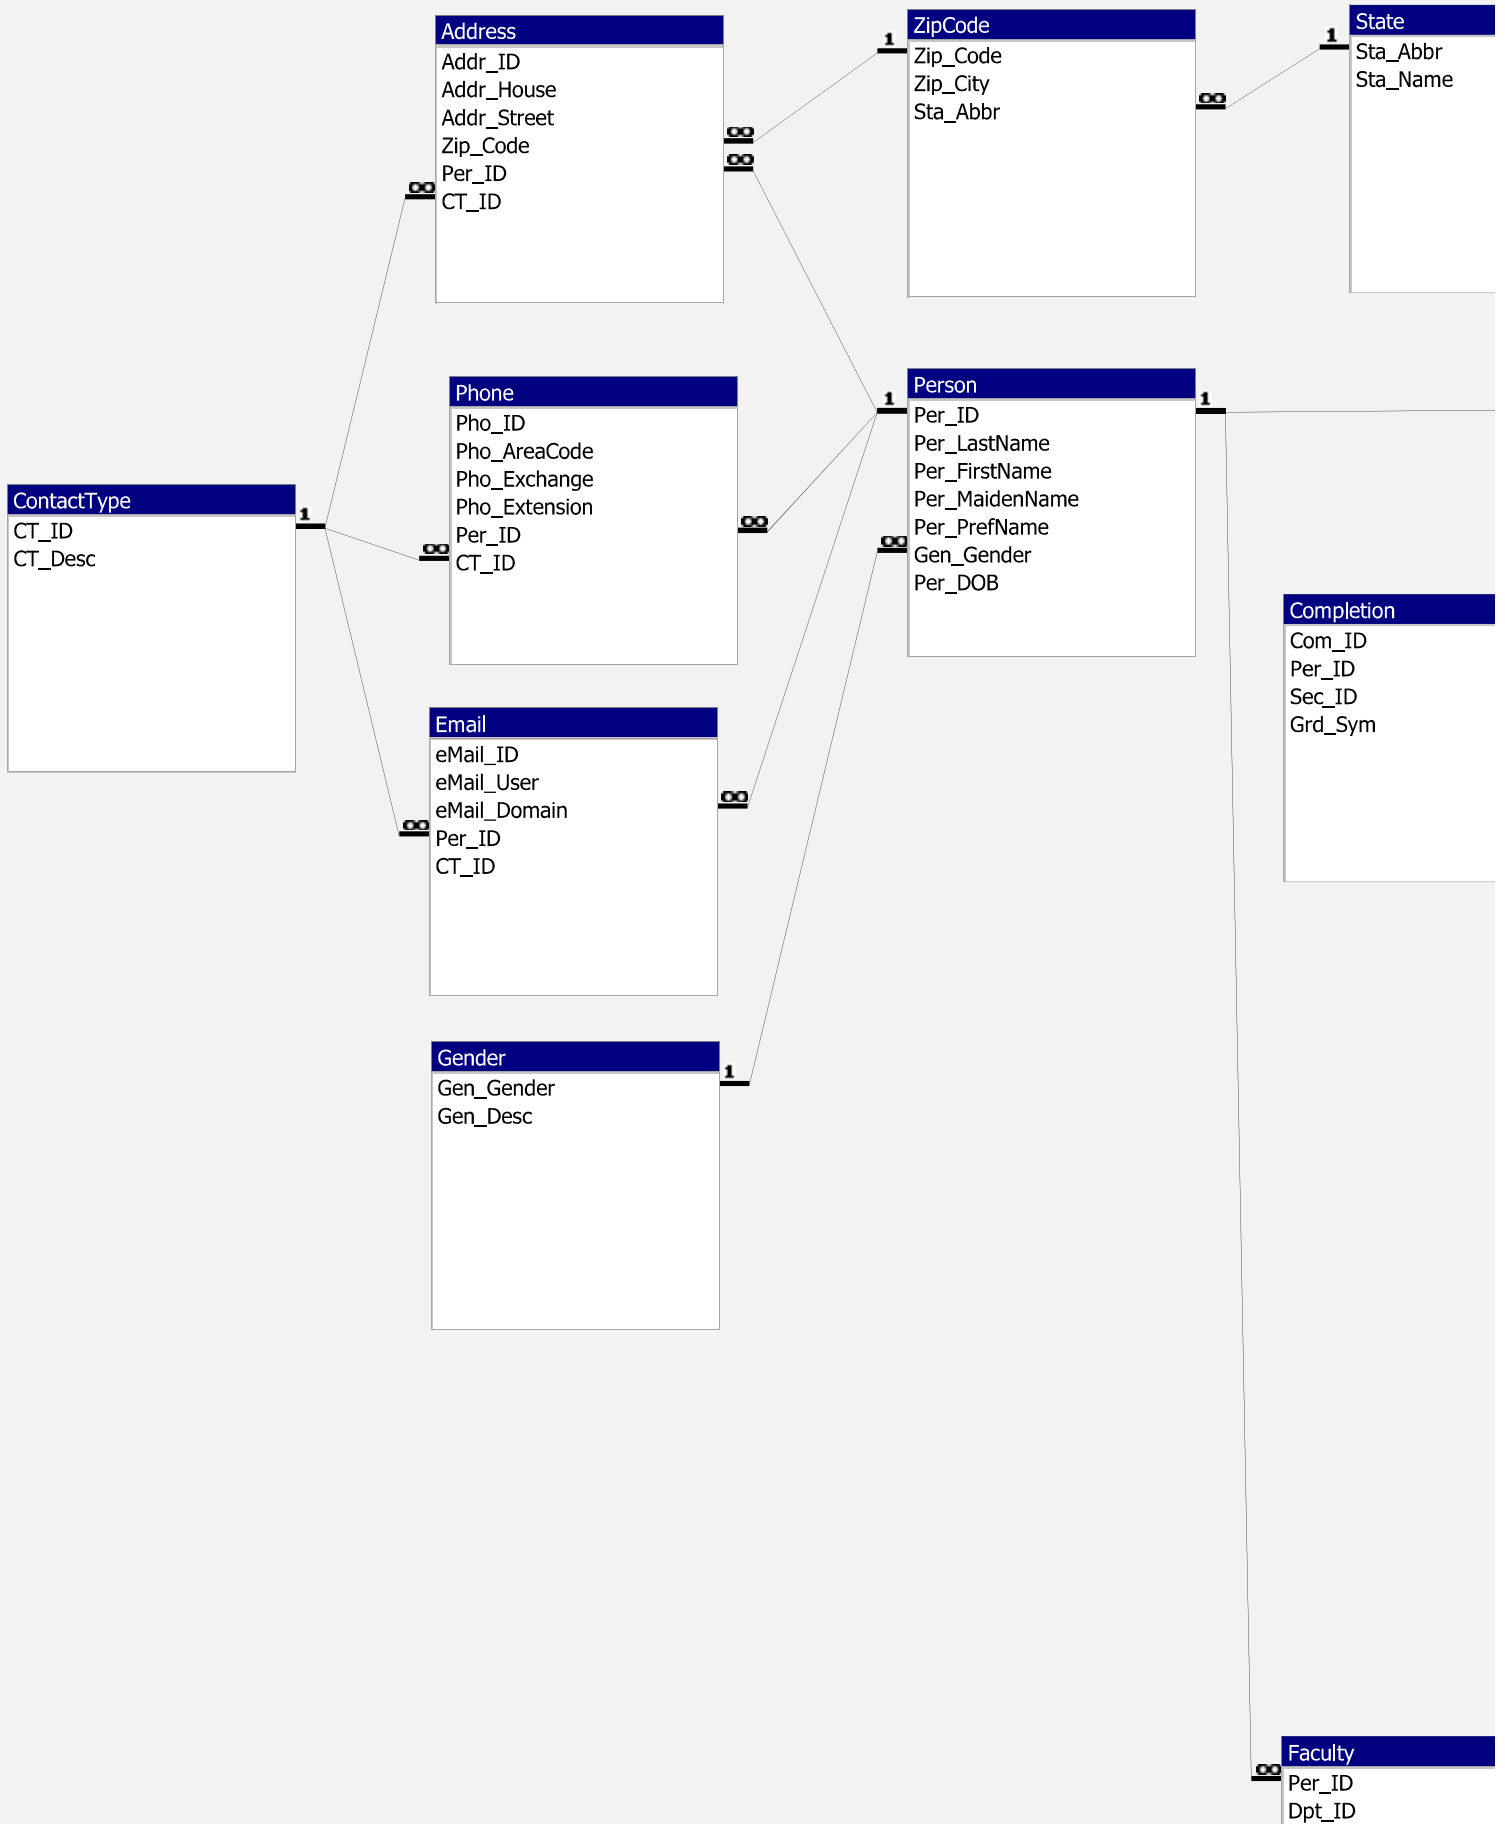 Address
Addr_ID
Addr_House
Addr_Street
Zip_Code
Per_ID
CT_ID
ZipCode
Zip_Code
Zip_City
Sta_Abbr
State
Sta_Abbr
Sta_Name
1
∞
∞
∞
1
∞
Phone
Pho_ID
Pho_AreaCode
Pho_Exchange
Pho_Extension
Per_ID
CT_ID
Person
Per_ID
Per_LastName
Per_FirstName
Per_MaidenName
Per_PrefName
Gen_Gender
Per_DOB
1
1
∞
∞
∞
ContactType
CT_ID
CT_Desc
1
Completion
Com_ID
Per_ID
Sec_ID
Grd_Sym
Email
eMail_ID
eMail_User
eMail_Domain
Per_ID
CT_ID
∞
∞
Gender
Gen_Gender
Gen_Desc
1
Faculty
Per_ID
Dpt_ID
∞